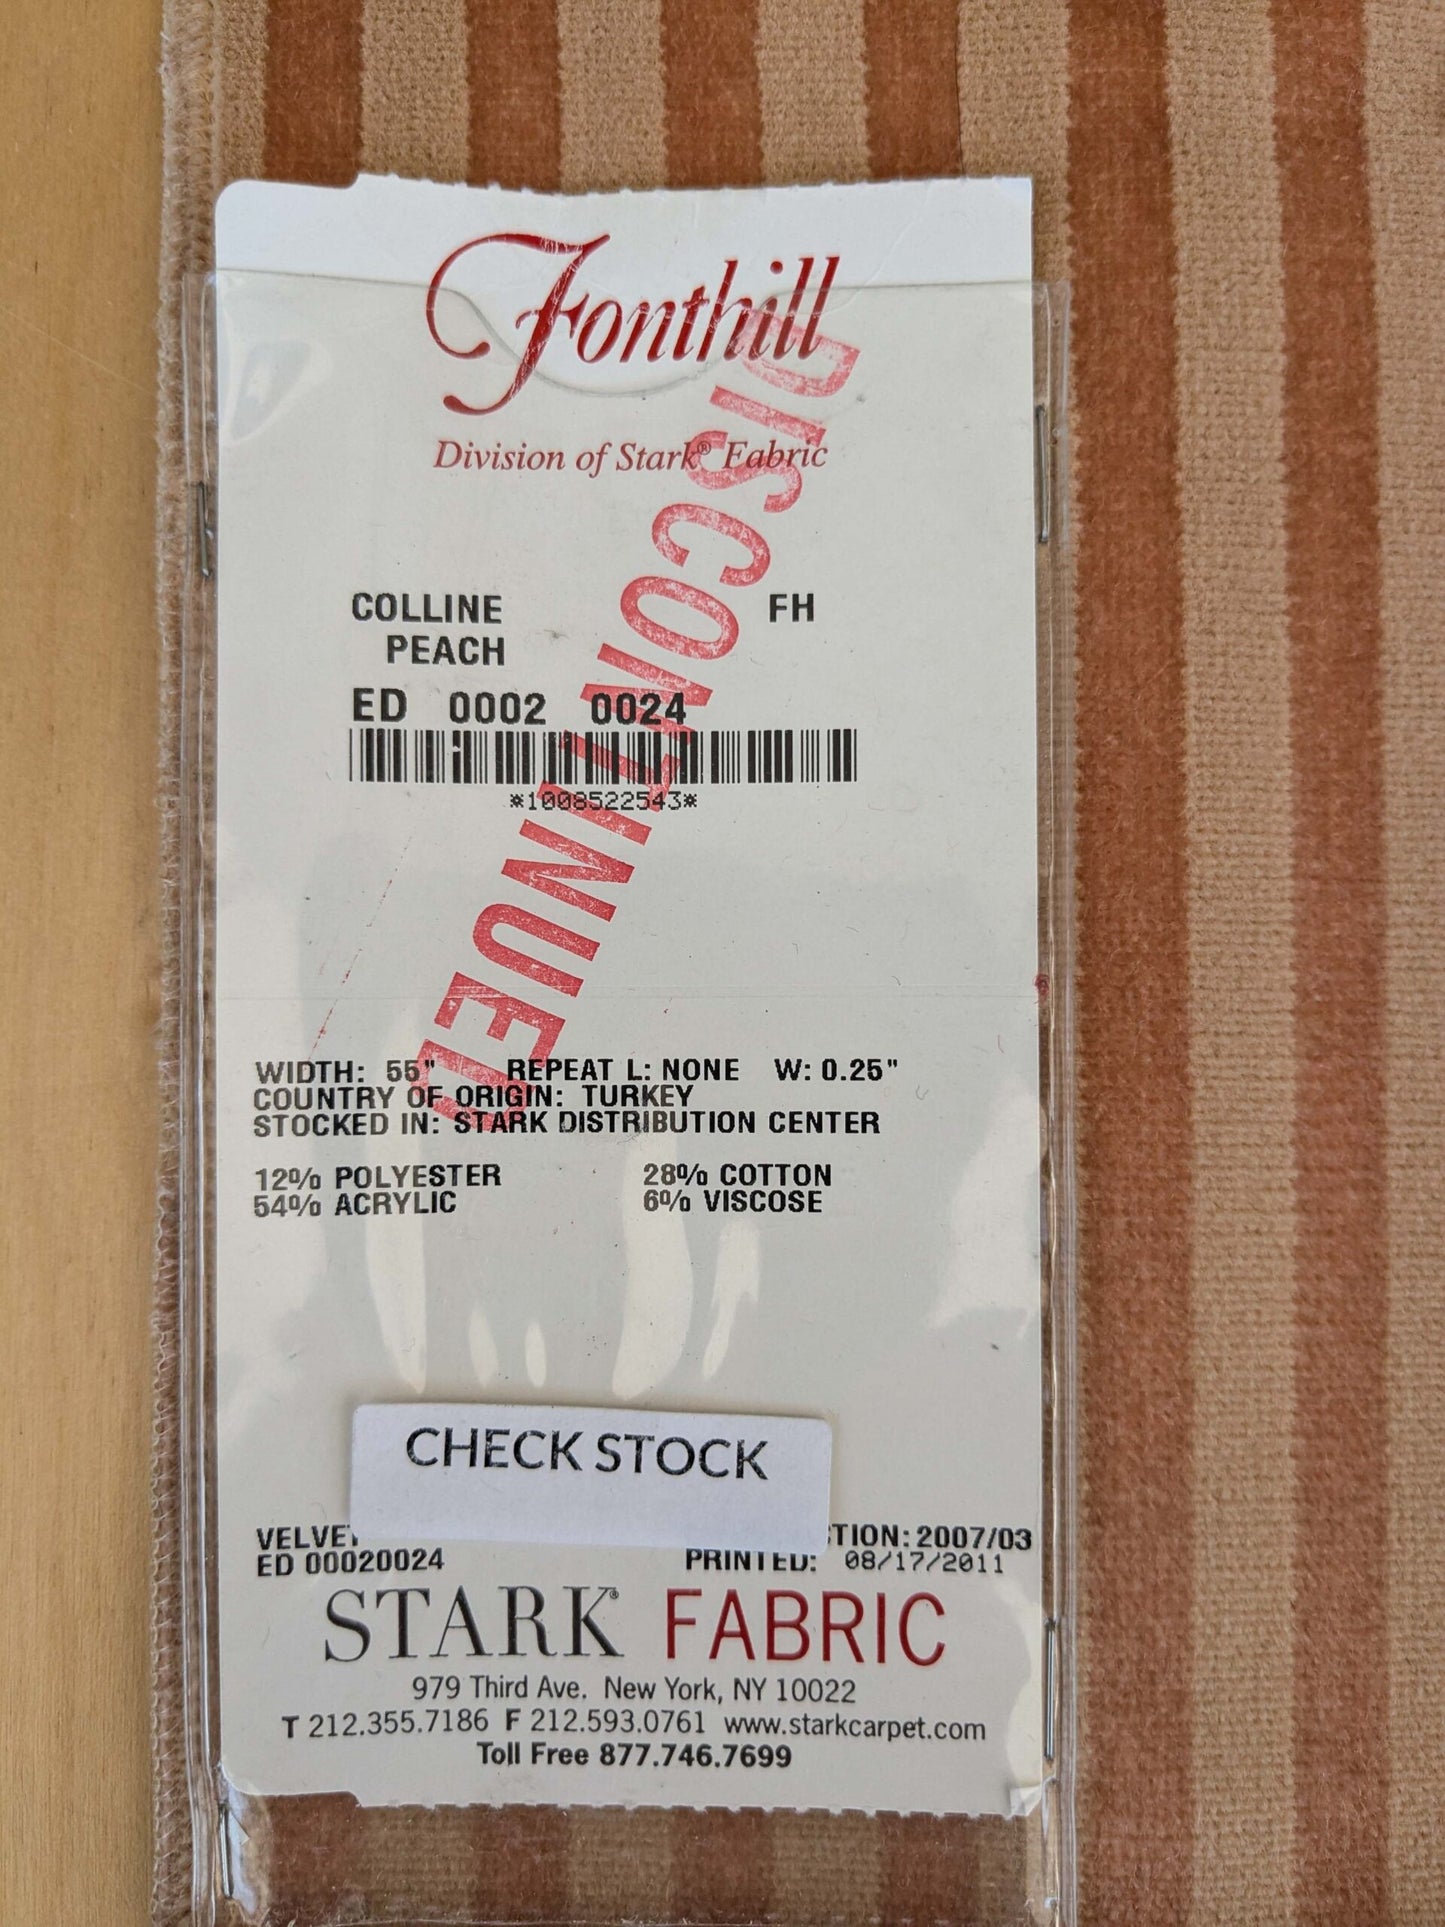 Fonthill
Division of Stark® Fabric
DISCONTINUED
COLLINE FH
PEACH
ED 0002 0024
*1008522543*
WIDTH: 55" REPEAT L: NONE W: 0.25"
COUNTRY OF ORIGIN: TURKEY
STOCKED IN: STARK DISTRIBUTION CENTER
12% POLYESTER 28% COTTON
54% ACRYLIC 6% VISCOSE
CHECK STOCK
VELVET TION: 2007/03
ED 00020024 PRINTED: 08/17/2011
STARK® FABRIC
979 Third Ave. New York, NY 10022
T 212.355.7186 F 212.593.0761 www.starkcarpet.com
Toll Free 877.746.7699